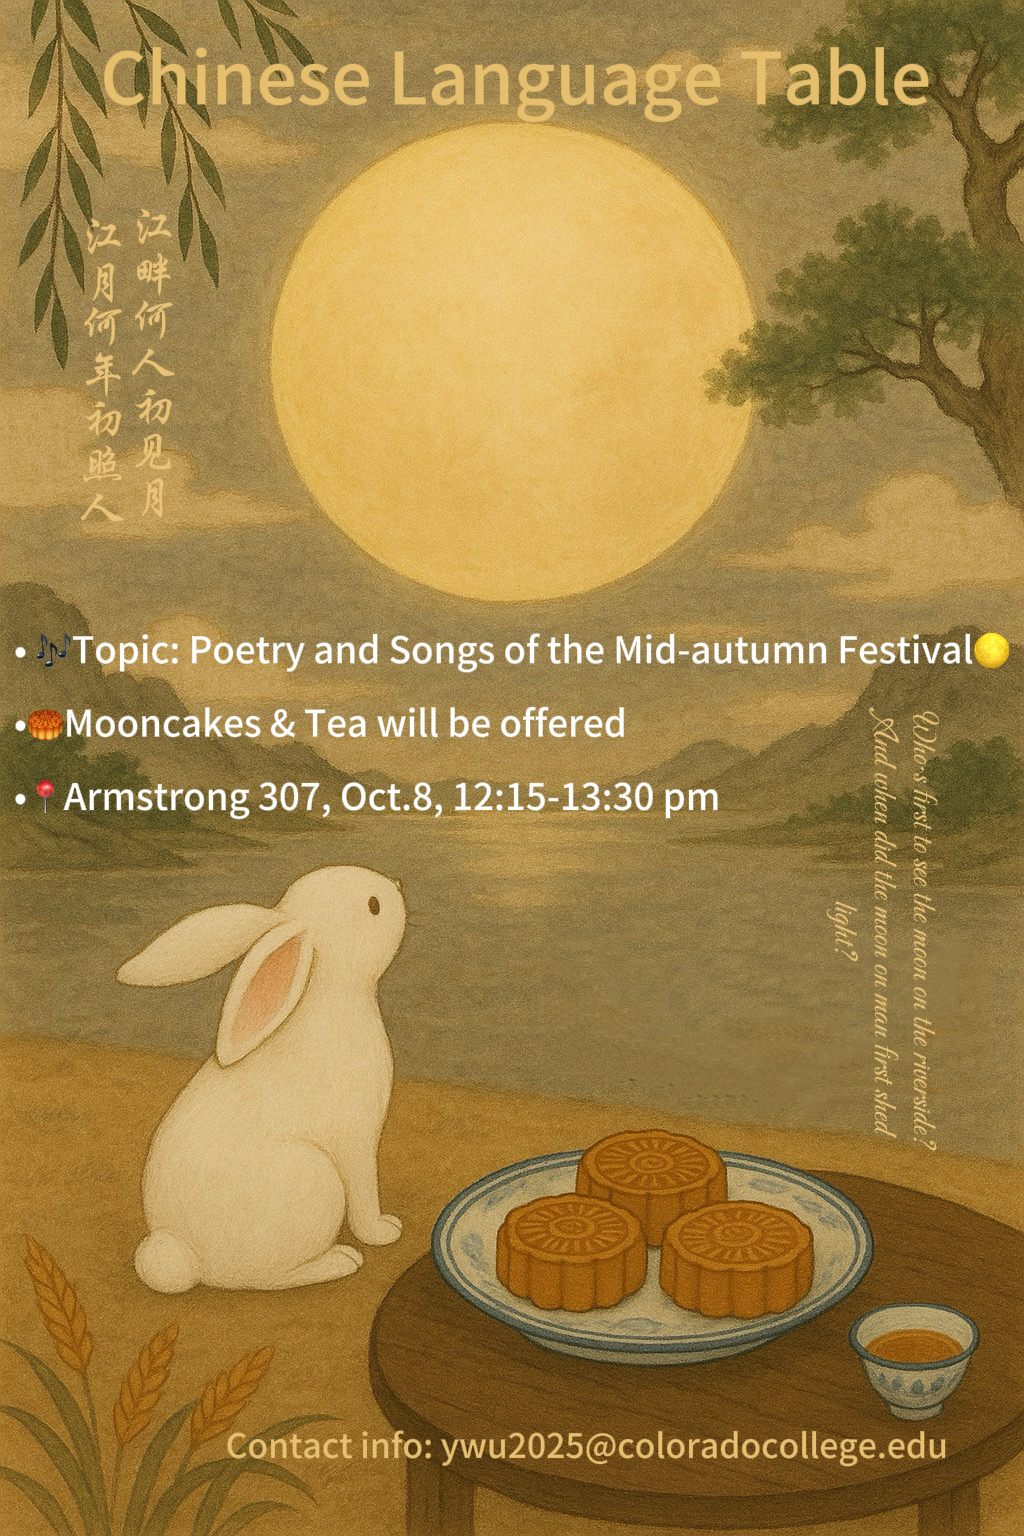 Chinese Language Table
江畔何人初见月
江月何年初照人
• 🎶Topic: Poetry and Songs of the Mid-autumn Festival🌕
• 🥮Mooncakes & Tea will be offered
• 📍Armstrong 307, Oct.8, 12:15-13:30 pm
Who-s first to see the moon on the riverside?
And when did the moon on man first shed
light?
Contact info: ywu2025@coloradocollege.edu